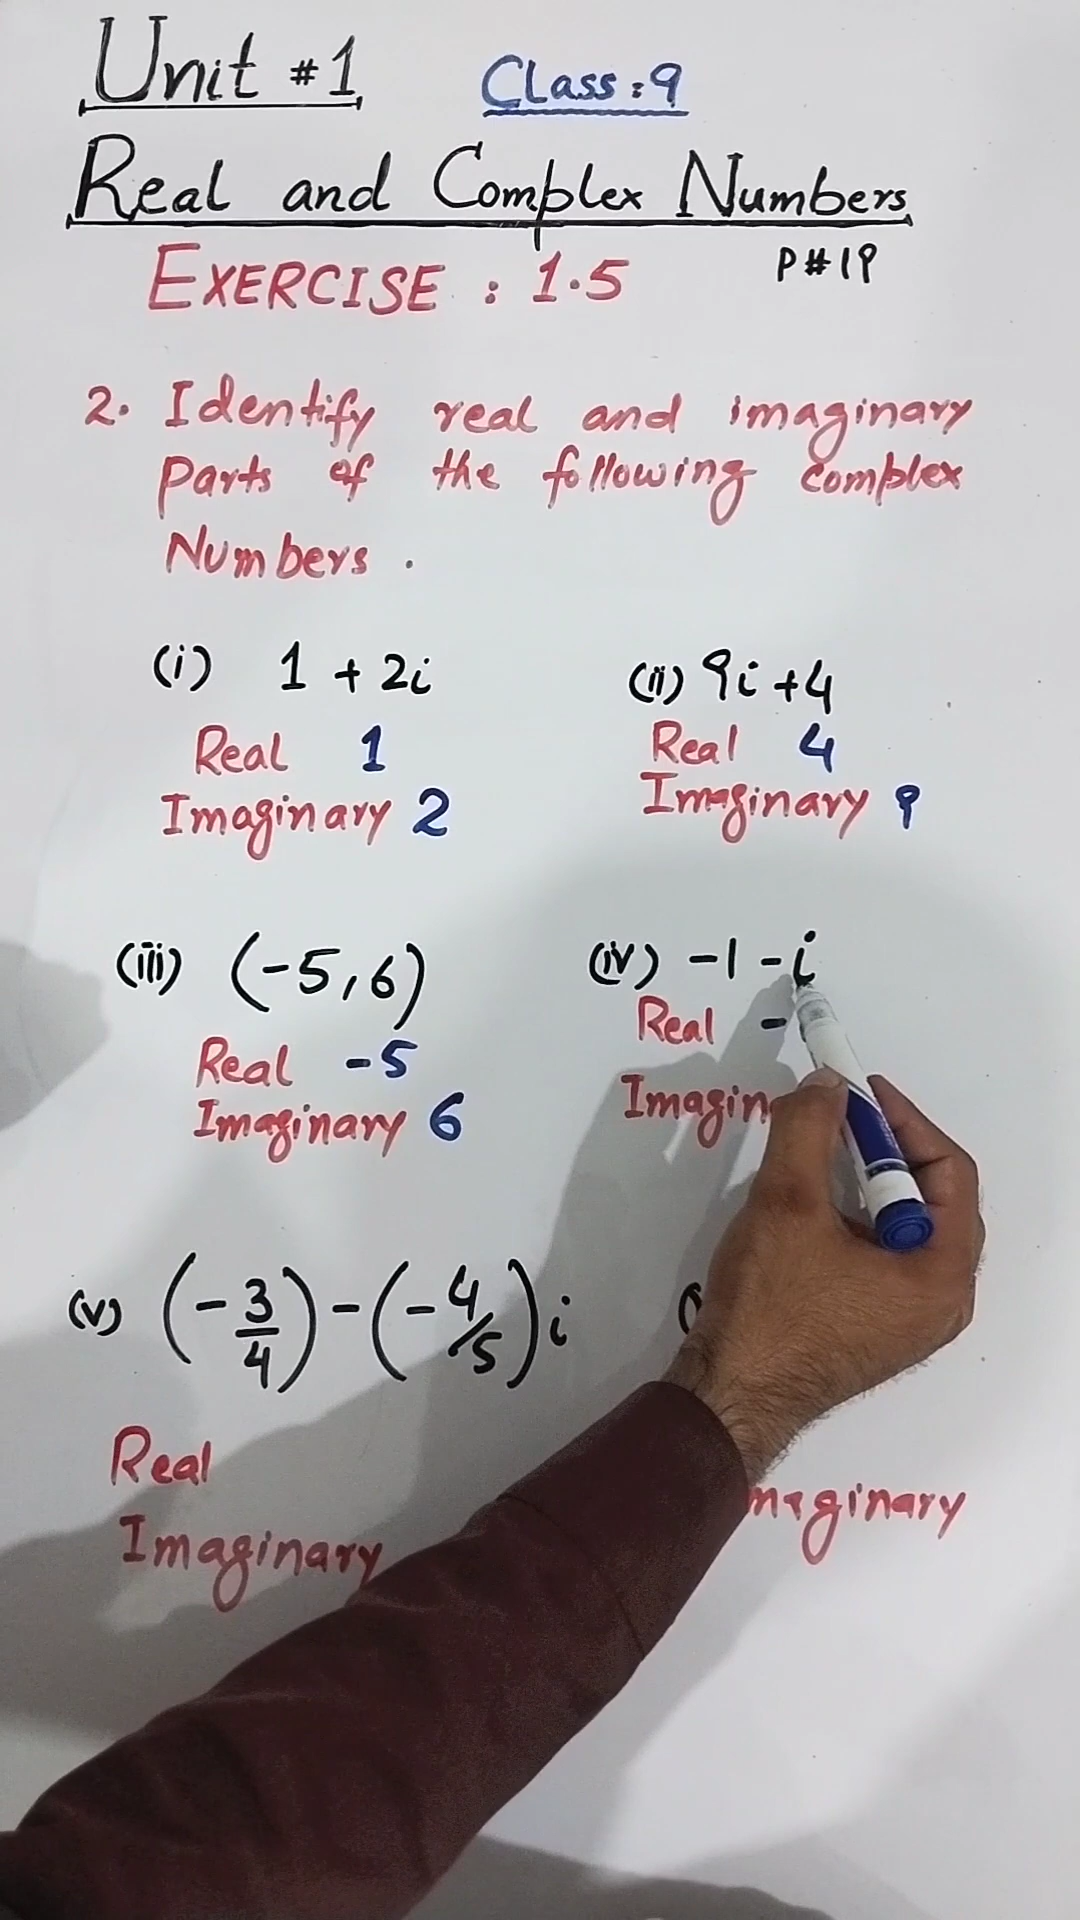 Unit #1 Class:9
Real and Complex Numbers
EXERCISE : 1.5 P#19
2. Identify real and imaginary
Parts of the following complex
Numbers.
(i) 1 + 2i (ii) 9i+4
Real 1 Real 4
Imaginary 2 Imaginary 9
(iii) (-5,6) (iv) -1 -i
Real -5 Real -
Imaginary 6 Imagin
(v) (-3/4)-(-4/5)i (
Real
Imaginary maginary